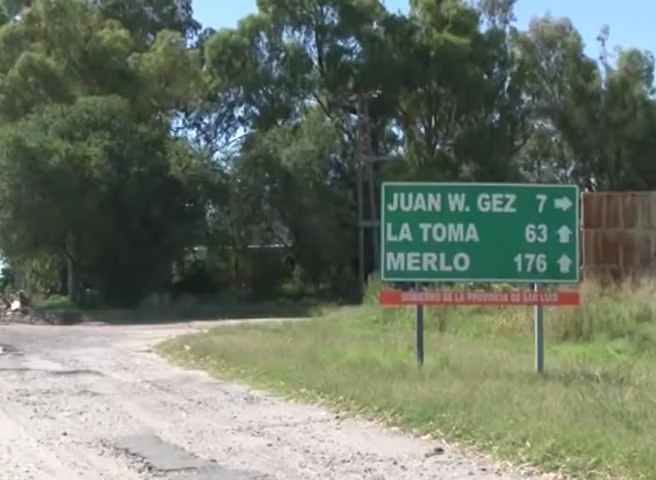 JUAN W. GEZ 7 →
LA TOMA 63 ↑
MERLO 176 ↑
GOBIERNO DE LA PROVINCIA DE SAN LUIS